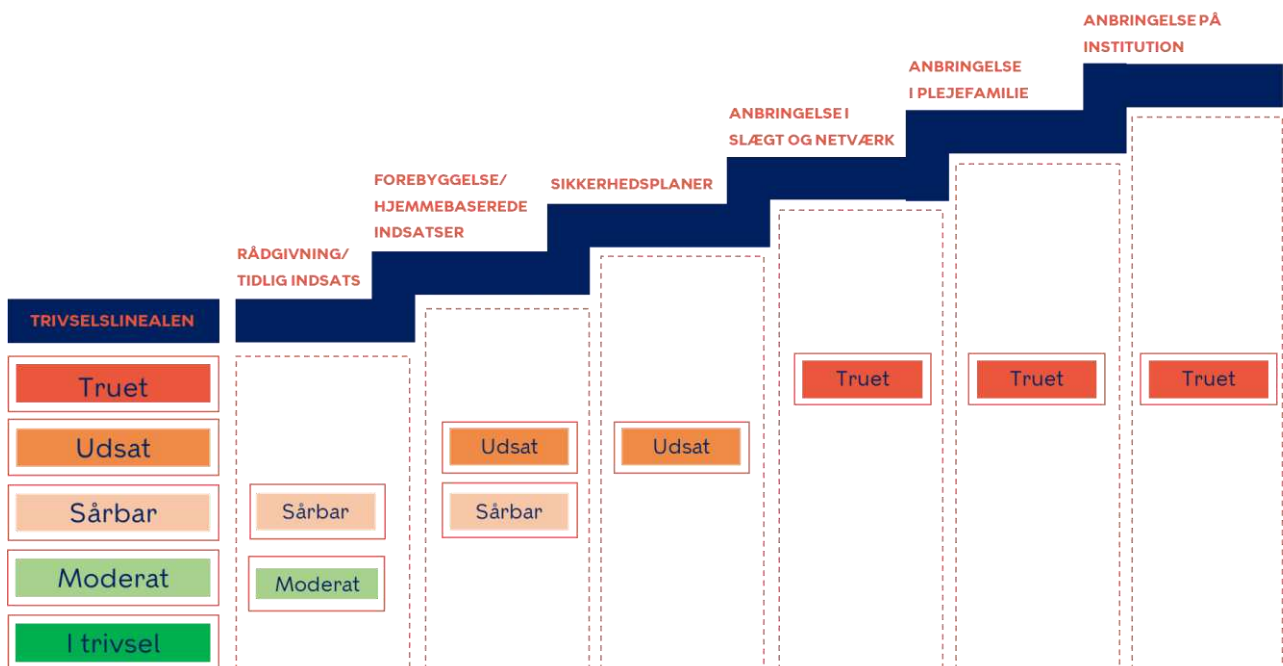 ANBRINGELSE PÅ
INSTITUTION
ANBRINGELSE
I PLEJEFAMILIE
ANBRINGELSE I
SLÆGT OG NETVÆRK
SIKKERHEDSPLANER
FOREBYGGELSE/
HJEMMEBASEREDE
INDSATSER
RÅDGIVNING/
TIDLIG INDSATS
TRIVSELSLINEALEN
Truet
Truet
Truet
Truet
Udsat
Udsat
Udsat
Sårbar
Sårbar
Sårbar
Moderat
Moderat
I trivsel